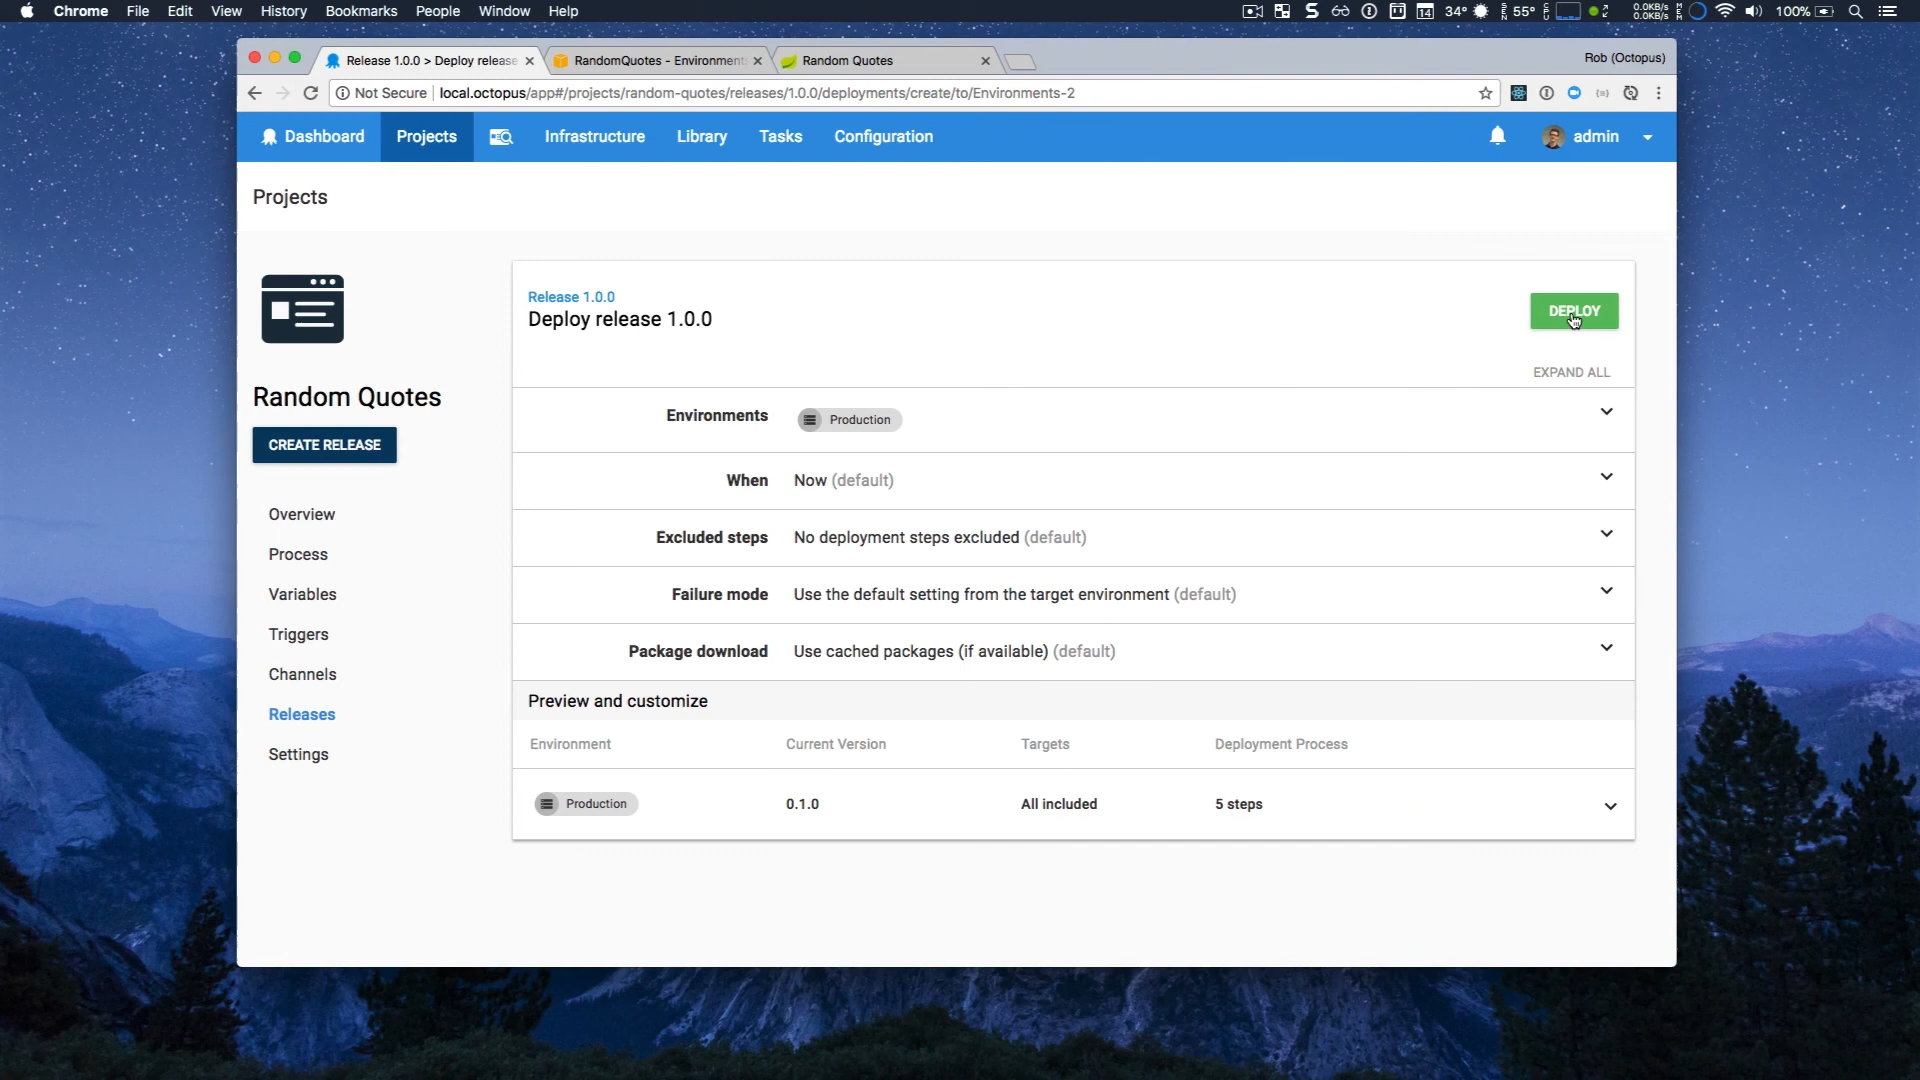 Chrome File Edit View History Bookmarks People Window Help 14 34° 55° 0.0KB/s 0.0KB/s 100%
Release 1.0.0 > Deploy release RandomQuotes - Environment Random Quotes Rob (Octopus)
Not Secure local.octopus/app#/projects/random-quotes/releases/1.0.0/deployments/create/to/Environments-2
Dashboard Projects Infrastructure Library Tasks Configuration admin
Projects
Release 1.0.0
Deploy release 1.0.0
DEPLOY
EXPAND ALL
Random Quotes
CREATE RELEASE
Overview
Process
Variables
Triggers
Channels
Releases
Settings
Environments Production
When Now (default)
Excluded steps No deployment steps excluded (default)
Failure mode Use the default setting from the target environment (default)
Package download Use cached packages (if available) (default)
Preview and customize
Environment Current Version Targets Deployment Process
Production 0.1.0 All included 5 steps